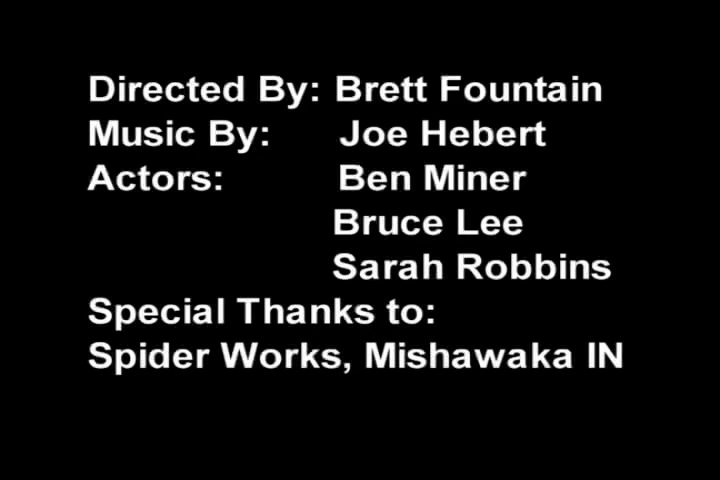 Directed By: Brett Fountain
Music By: Joe Hebert
Actors: Ben Miner
Bruce Lee
Sarah Robbins
Special Thanks to:
Spider Works, Mishawaka IN